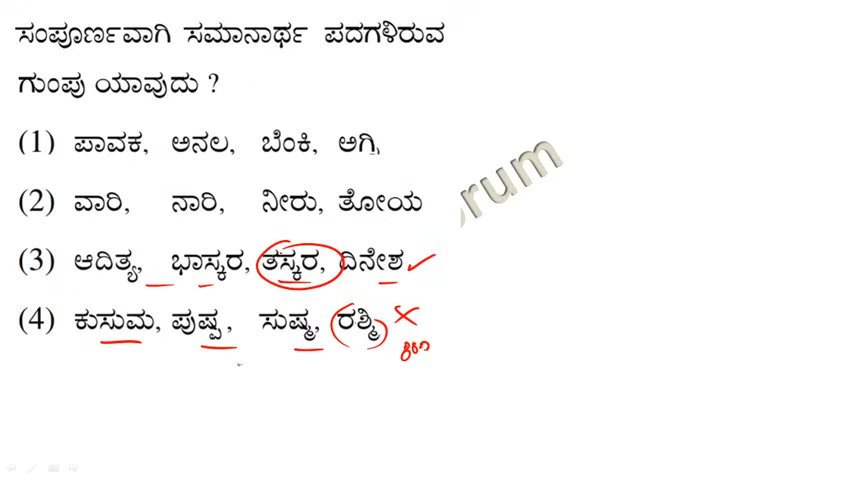 ಸಂಪೂರ್ಣವಾಗಿ ಸಮಾನಾರ್ಥ ಪದಗಳಿರುವ
ಗುಂಪು ಯಾವುದು ?
(1) ಪಾವಕ, ಅನಲ, ಬೆಂಕಿ, ಅಗ್ನಿ
(2) ವಾರಿ, ನಾರಿ, ನೀರು, ತೋಯ
(3) ಆದಿತ್ಯ, ಭಾಸ್ಕರ, ತಸ್ಕರ, ದಿನೇಶ
(4) ಕುಸುಮ, ಪುಷ್ಪ, ಸುಷ್ಮ, ರಶ್ಮಿ